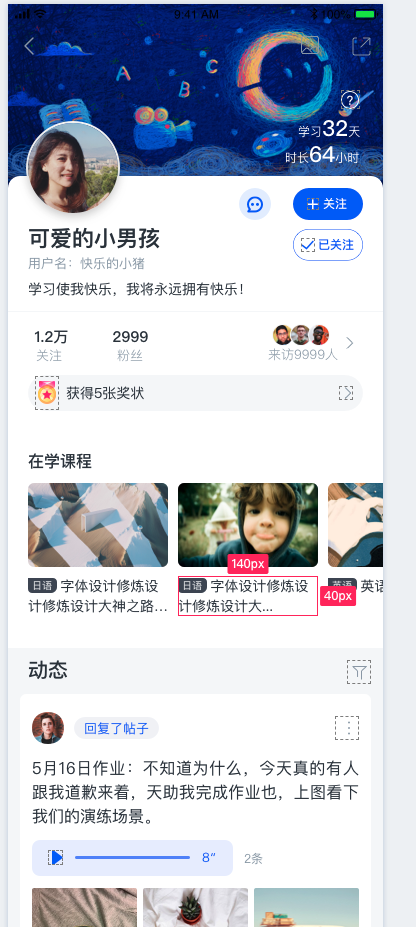 9:41 AM
100%
A
B
C
?
学习32天
时长64小时
关注
可爱的小男孩
已关注
用户名：快乐的小猪
学习使我快乐，我将永远拥有快乐！
1.2万
2999
关注
粉丝
来访9999人
获得5张奖状
在学课程
140px
日语 字体设计修炼设
计修炼设计大神之路...
日语 字体设计修炼设
计修炼设计大...
英语 英语
40px
动态
回复了帖子
5月16日作业：不知道为什么，今天真的有人
跟我道歉来着，天助我完成作业也，上图看下
我们的演练场景。
8″
2条